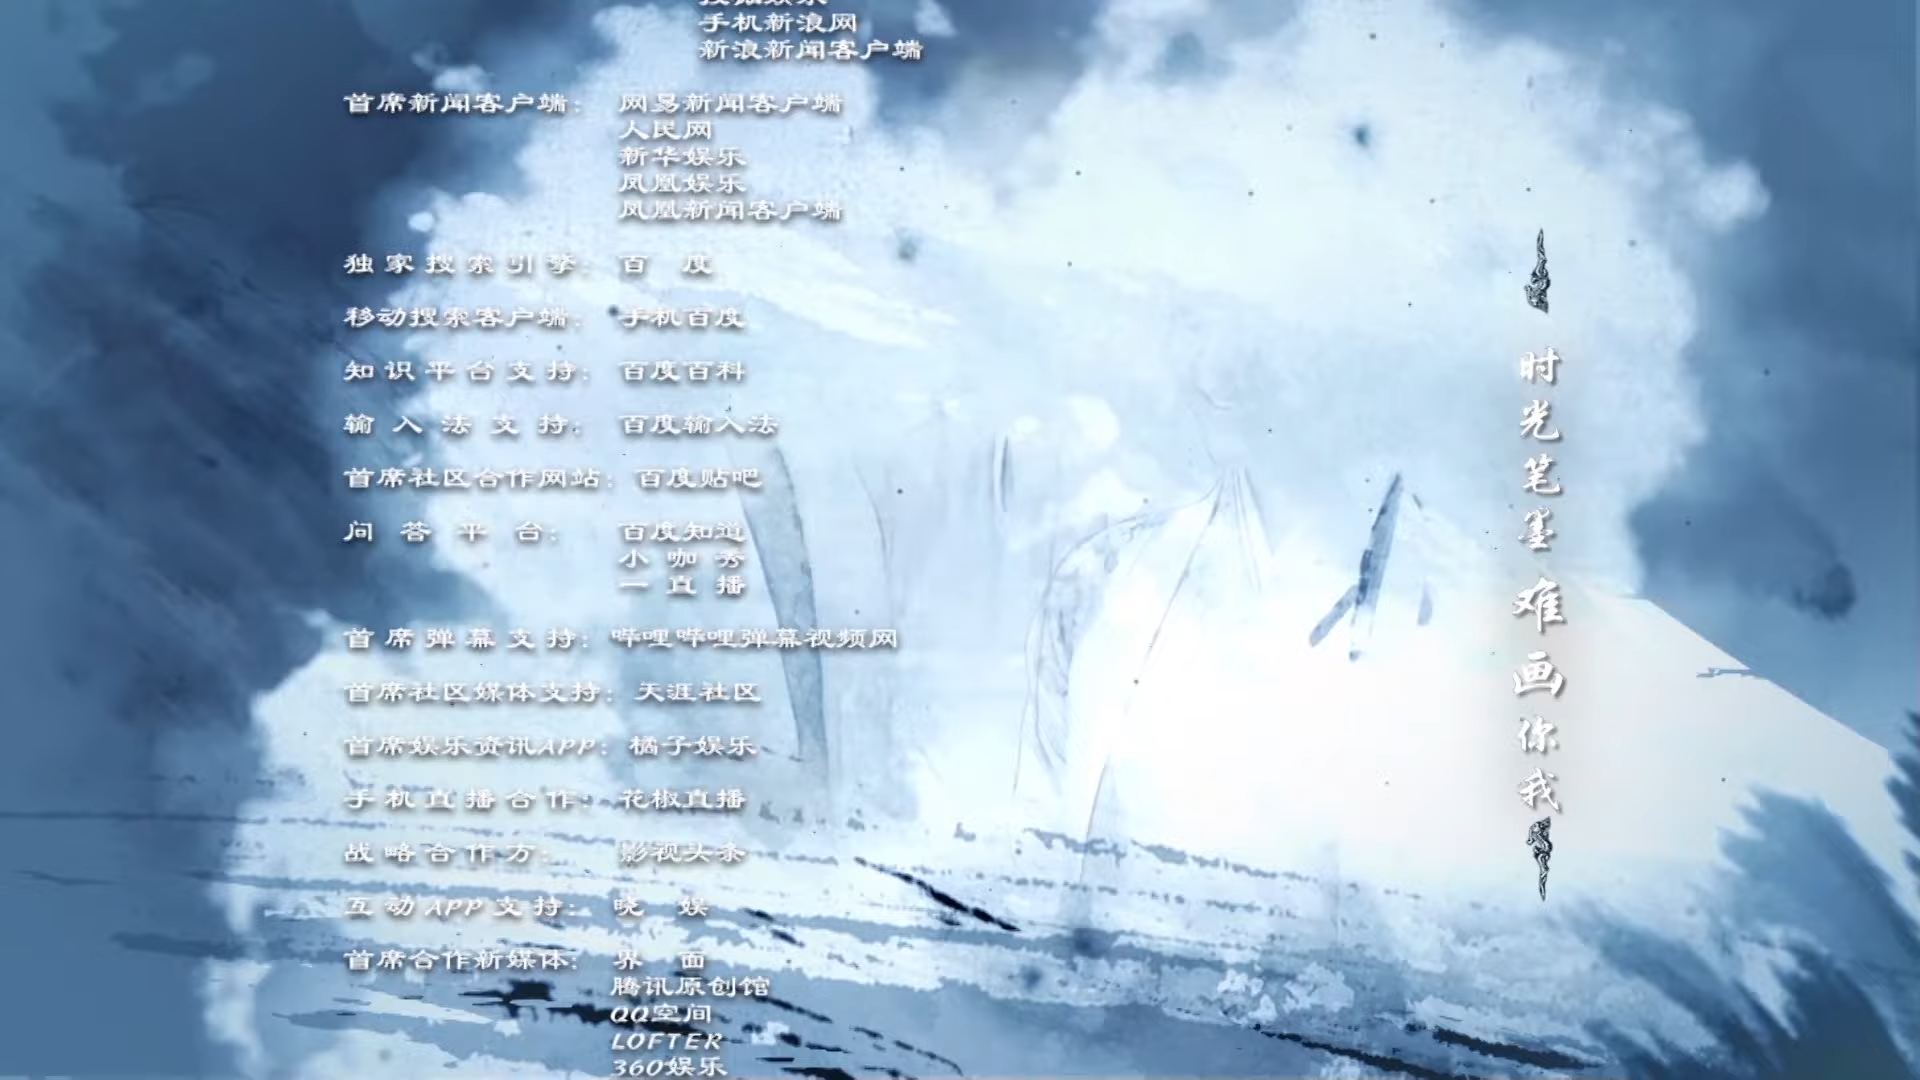 手机新浪网
新浪新闻客户端
首席新闻客户端： 网易新闻客户端
人民网
新华娱乐
凤凰娱乐
凤凰新闻客户端
独家搜索引擎： 百 度
移动搜索客户端： 手机百度
知识平台支持： 百度百科
输入法支持： 百度输入法
首席社区合作网站： 百度贴吧
问答平台： 百度知道
小咖秀
一直播
首席弹幕支持： 哔哩哔哩弹幕视频网
首席社区媒体支持： 天涯社区
首席娱乐资讯APP： 橘子娱乐
手机直播合作： 花椒直播
战略合作方： 影视头条
互动APP支持： 晓 娱
首席合作新媒体： 界 面
腾讯原创馆
QQ空间
LOFTER
360娱乐
时光笔墨难画你我